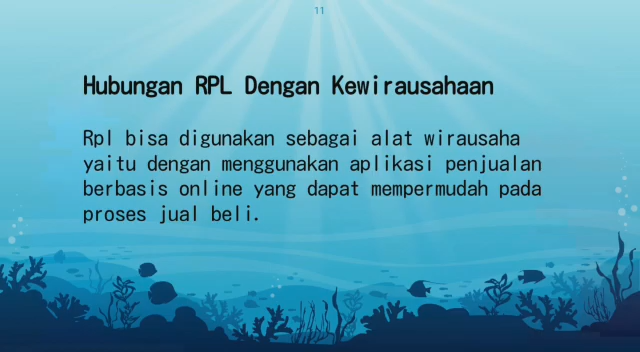 11
Hubungan RPL Dengan Kewirausahaan
Rpl bisa digunakan sebagai alat wirausaha
yaitu dengan menggunakan aplikasi penjualan
berbasis online yang dapat mempermudah pada
proses jual beli.